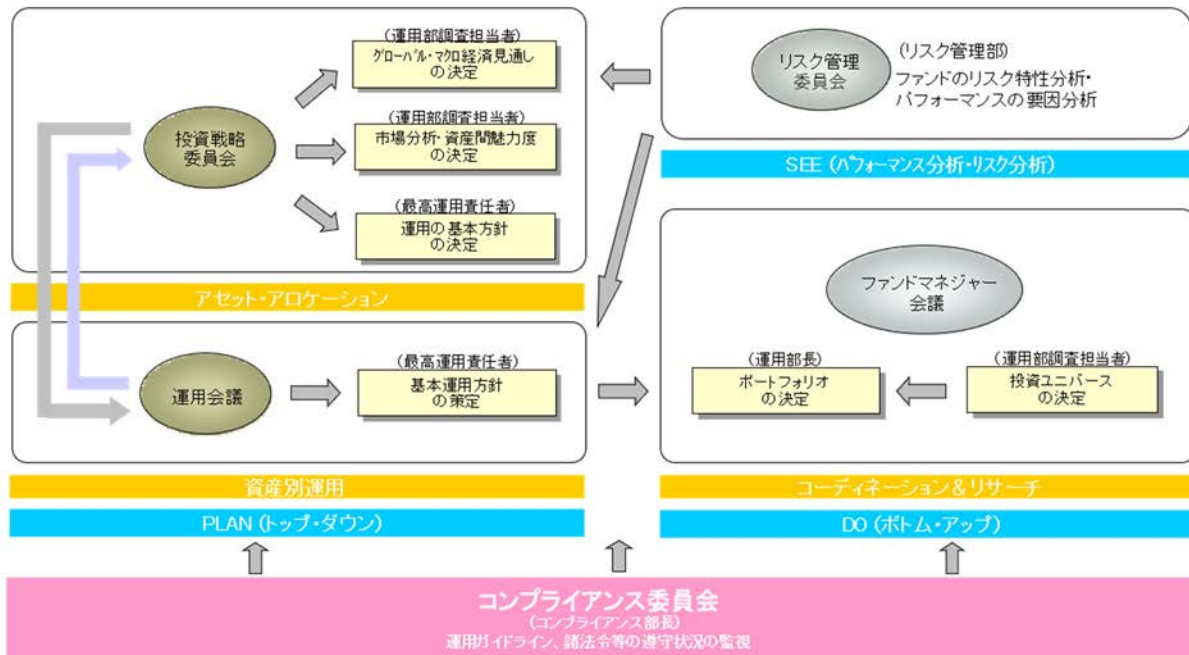 (運用部調査担当者)
グローバル・マクロ経済見通し
の決定
投資戦略
委員会
(運用部調査担当者)
市場分析・資産間魅力度
の決定
(最高運用責任者)
運用の基本方針
の決定
アセット・アロケーション
リスク管理
委員会
(リスク管理部)
ファンドのリスク特性分析・
パフォーマンスの要因分析
SEE (パフォーマンス分析・リスク分析)
運用会議
(最高運用責任者)
基本運用方針
の策定
資産別運用
PLAN (トップ・ダウン)
ファンドマネジャー
会議
(運用部長)
ポートフォリオ
の決定
(運用部調査担当者)
投資ユニバース
の決定
コーディネーション&リサーチ
DO (ボトム・アップ)
コンプライアンス委員会
(コンプライアンス部長)
運用ガイドライン、諸法令等の遵守状況の監視